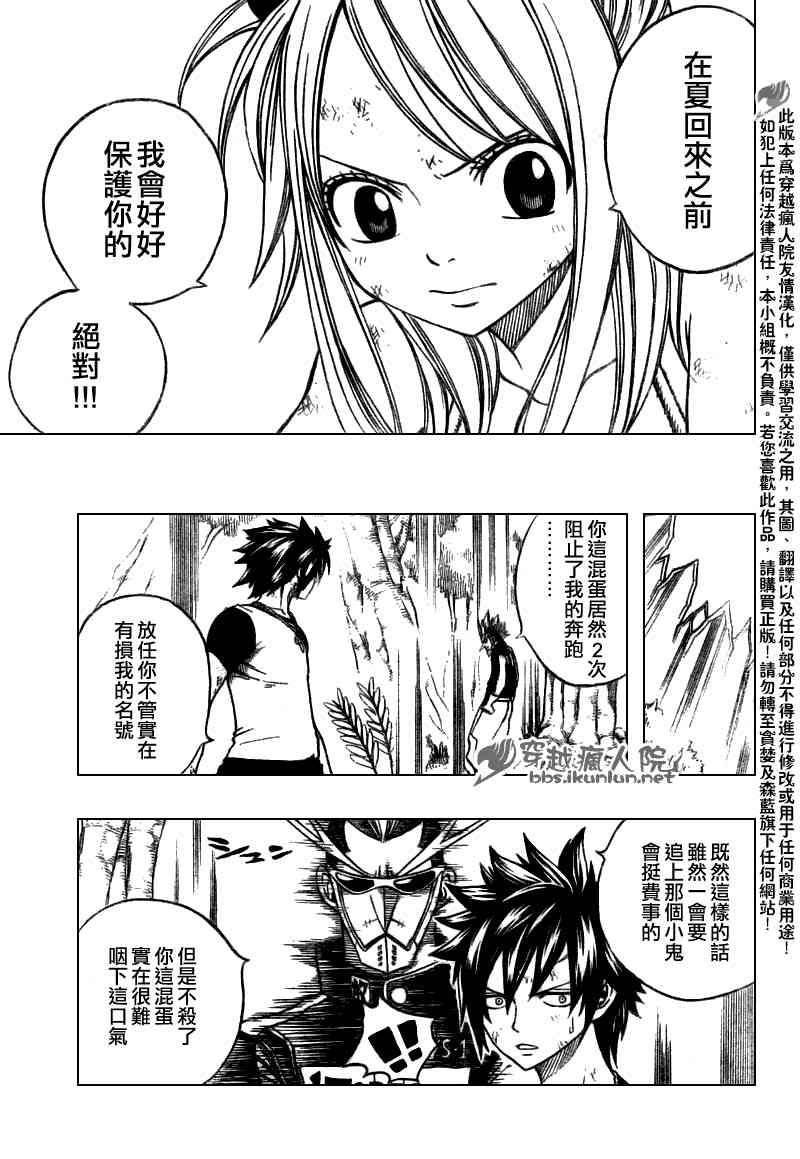 在夏回來之前
我會好好
保護你的
絕對!!!
你這混蛋居然2次
阻止了我的奔跑
…………
放任你不管實在
有損我的名號
穿越瘋人院
bbs.ikunlun.net
既然這樣的話
雖然一會要
追上那個小鬼
會挺費事的
但是不殺了
你這混蛋
實在很難
咽下這口氣
!!
S1
此版本爲穿越瘋人院友情漢化，僅供學習交流之用，其圖、翻譯以及任何部分不得進行修改或用于任何商業用途！
如犯上任何法律責任，本小組概不負責。若您喜歡此作品，請購買正版！請勿轉至貪婪及森藍旗下任何網站！